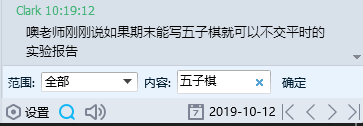 Clark 10:19:12
噢老师刚刚说如果期末能写五子棋就可以不交平时的
实验报告
范围: 全部 内容: 五子棋 确定
设置 7 2019-10-12